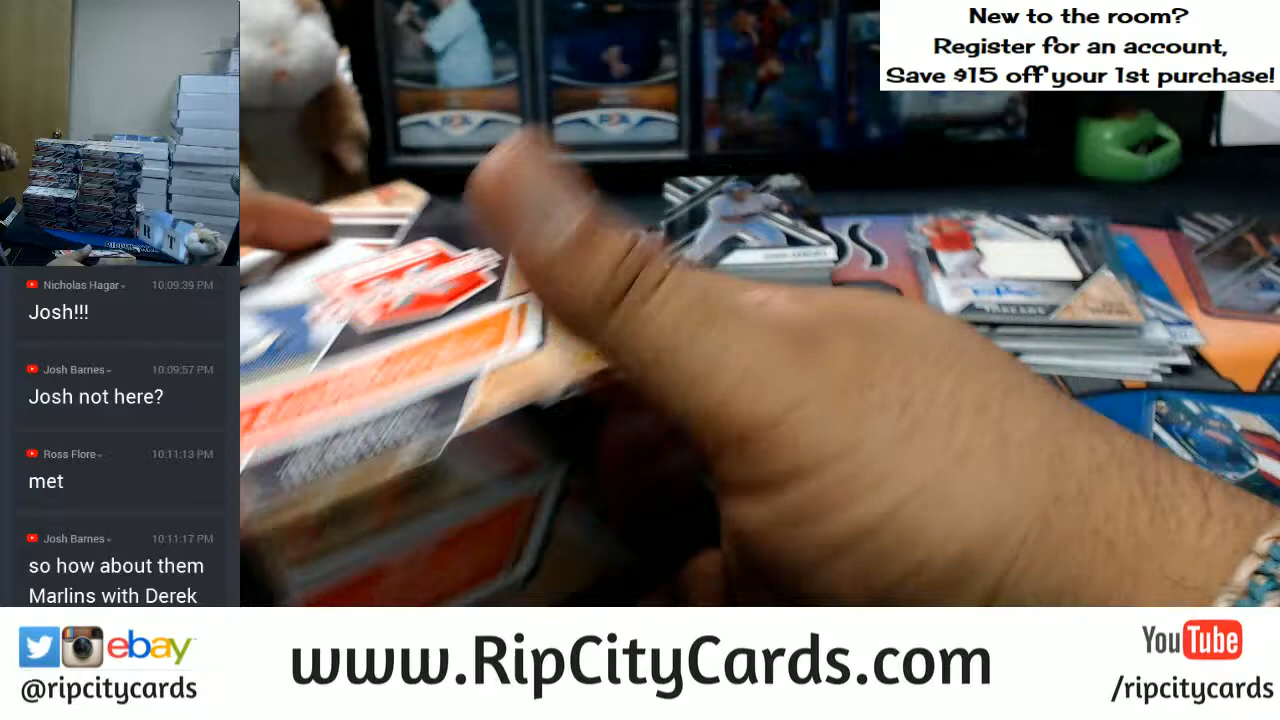 New to the room?
Register for an account,
Save $15 off your 1st purchase!
R T
Nicholas Hagar 10:09:39 PM
Josh!!!
Josh Barnes 10:09:57 PM
Josh not here?
Ross Flore 10:11:13 PM
met
Josh Barnes 10:11:17 PM
so how about them
Marlins with Derek
THREADS
ebay
@ripcitycards
www.RipCityCards.com
YouTube
/ripcitycards